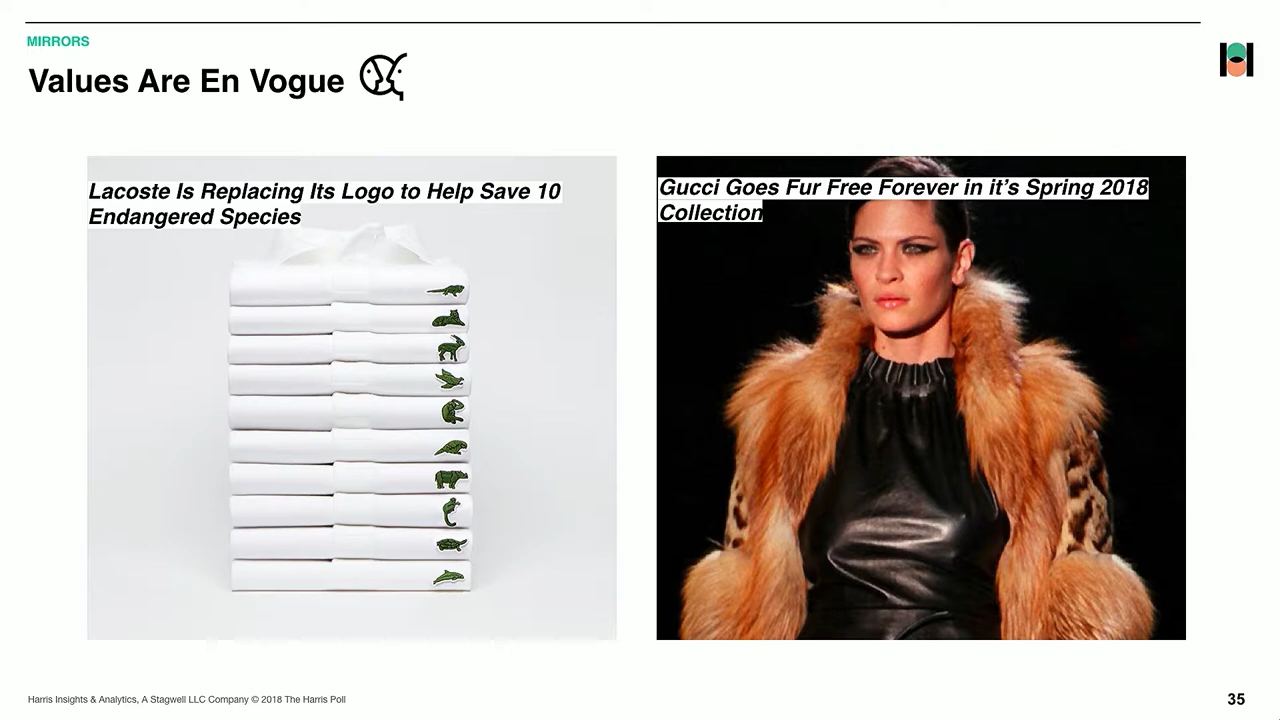 MIRRORS
Values Are En Vogue
Lacoste Is Replacing Its Logo to Help Save 10
Endangered Species
Gucci Goes Fur Free Forever in it's Spring 2018
Collection
Harris Insights & Analytics, A Stagwell LLC Company © 2018 The Harris Poll
35